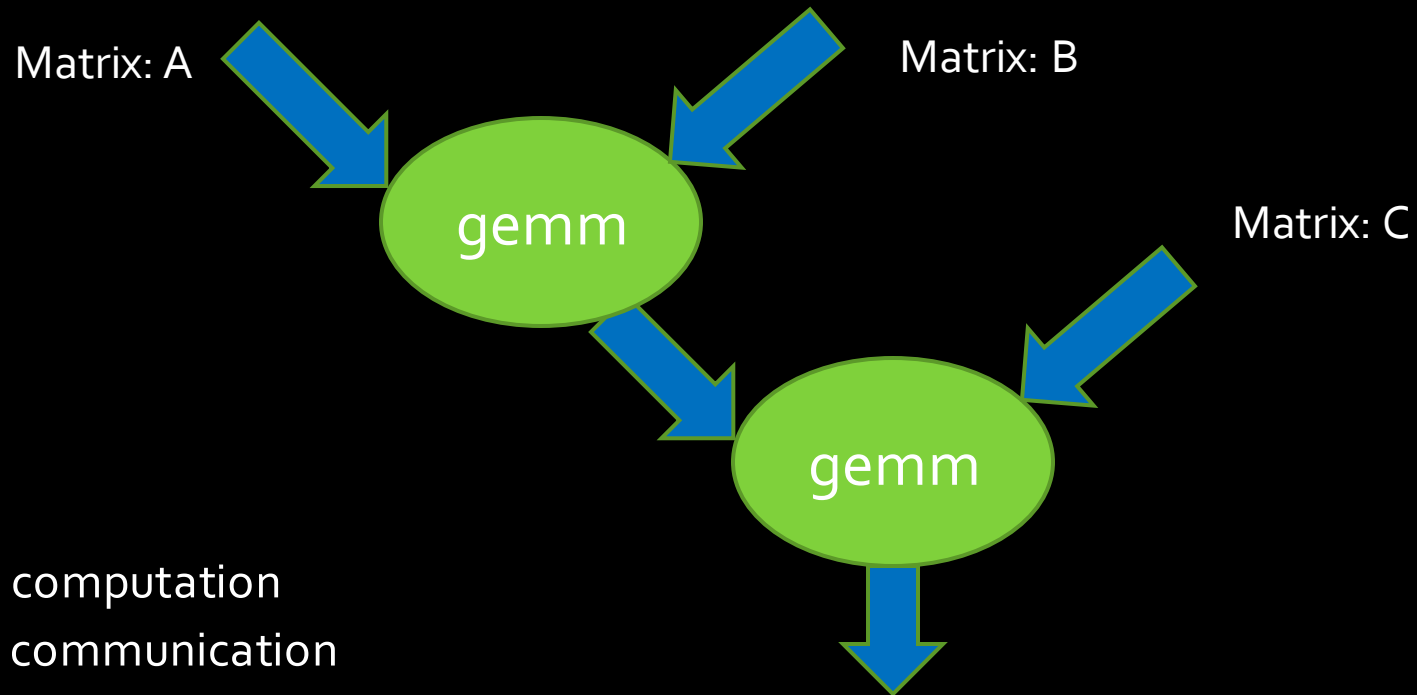 Matrix: A
Matrix: B
gemm
Matrix: C
gemm
computation
communication